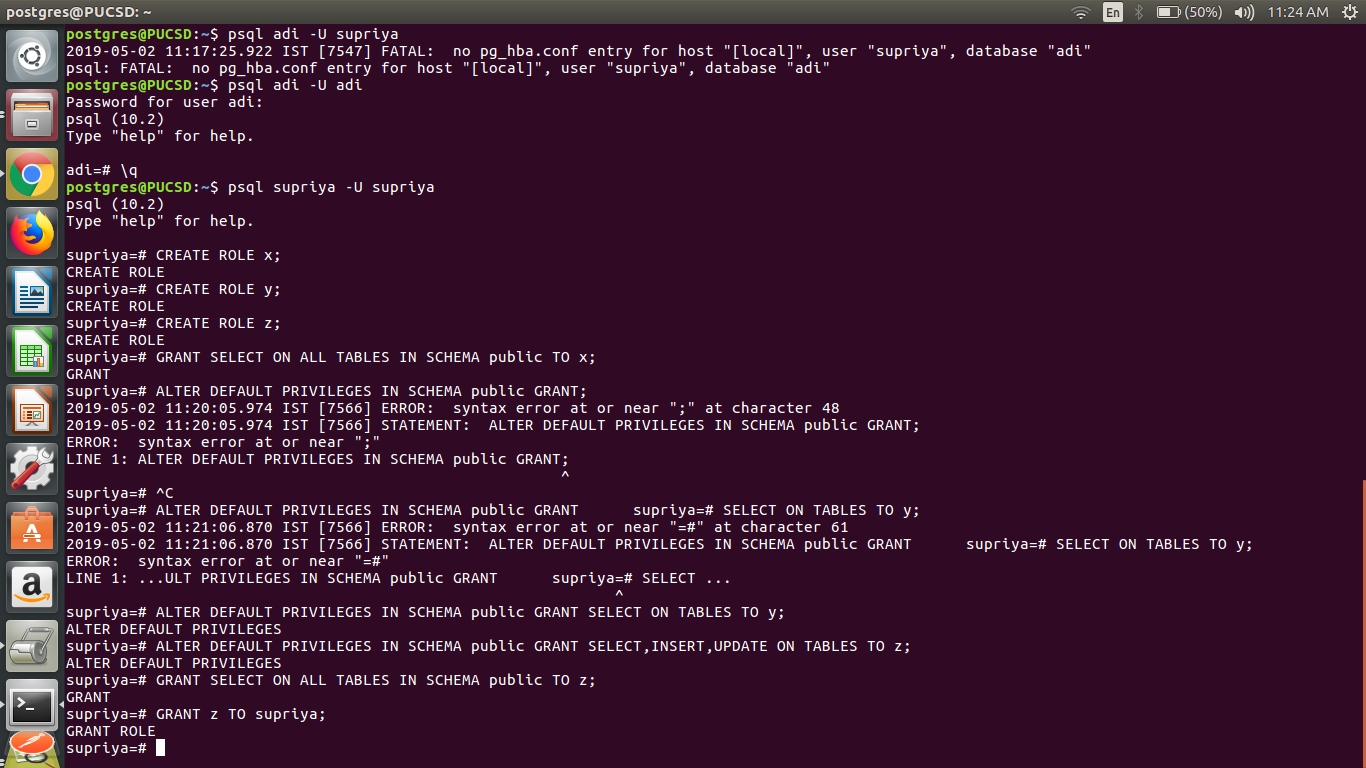 postgres@PUCSD: ~
En
(50%)
11:24 AM
postgres@PUCSD:~$ psql adi -U supriya
2019-05-02 11:17:25.922 IST [7547] FATAL:  no pg_hba.conf entry for host "[local]", user "supriya", database "adi"
psql: FATAL:  no pg_hba.conf entry for host "[local]", user "supriya", database "adi"
postgres@PUCSD:~$ psql adi -U adi
Password for user adi:
psql (10.2)
Type "help" for help.
adi=# \q
postgres@PUCSD:~$ psql supriya -U supriya
psql (10.2)
Type "help" for help.
supriya=# CREATE ROLE x;
CREATE ROLE
supriya=# CREATE ROLE y;
CREATE ROLE
supriya=# CREATE ROLE z;
CREATE ROLE
supriya=# GRANT SELECT ON ALL TABLES IN SCHEMA public TO x;
GRANT
supriya=# ALTER DEFAULT PRIVILEGES IN SCHEMA public GRANT;
2019-05-02 11:20:05.974 IST [7566] ERROR:  syntax error at or near ";" at character 48
2019-05-02 11:20:05.974 IST [7566] STATEMENT:  ALTER DEFAULT PRIVILEGES IN SCHEMA public GRANT;
ERROR:  syntax error at or near ";"
LINE 1: ALTER DEFAULT PRIVILEGES IN SCHEMA public GRANT;
^
supriya=# ^C
supriya=# ALTER DEFAULT PRIVILEGES IN SCHEMA public GRANT      supriya=# SELECT ON TABLES TO y;
2019-05-02 11:21:06.870 IST [7566] ERROR:  syntax error at or near "=#" at character 61
2019-05-02 11:21:06.870 IST [7566] STATEMENT:  ALTER DEFAULT PRIVILEGES IN SCHEMA public GRANT      supriya=# SELECT ON TABLES TO y;
ERROR:  syntax error at or near "=#"
LINE 1: ...ULT PRIVILEGES IN SCHEMA public GRANT      supriya=# SELECT ...
^
supriya=# ALTER DEFAULT PRIVILEGES IN SCHEMA public GRANT SELECT ON TABLES TO y;
ALTER DEFAULT PRIVILEGES
supriya=# ALTER DEFAULT PRIVILEGES IN SCHEMA public GRANT SELECT,INSERT,UPDATE ON TABLES TO z;
ALTER DEFAULT PRIVILEGES
supriya=# GRANT SELECT ON ALL TABLES IN SCHEMA public TO z;
GRANT
supriya=# GRANT z TO supriya;
GRANT ROLE
supriya=#